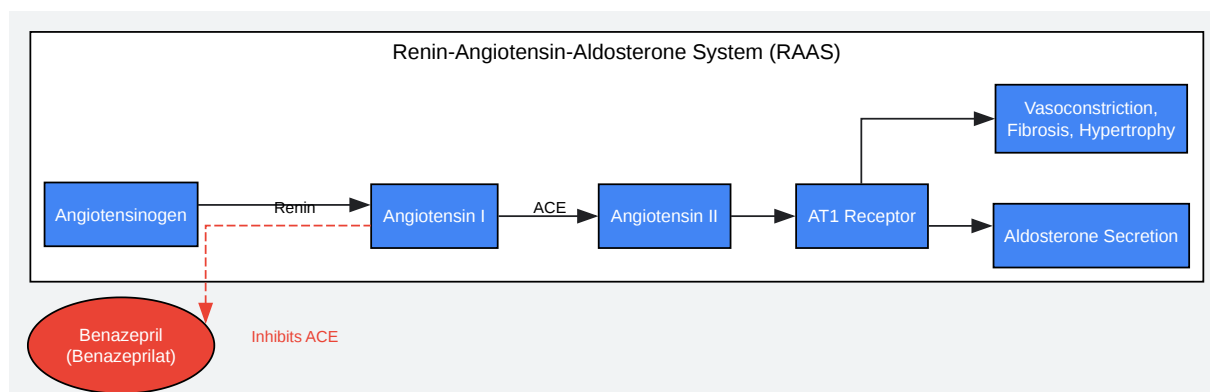 Renin-Angiotensin-Aldosterone System (RAAS)
Vasoconstriction,
Fibrosis, Hypertrophy
Angiotensinogen
Renin
Angiotensin I
ACE
Angiotensin II
AT1 Receptor
Aldosterone Secretion
Benazepril
(Benazeprilat)
Inhibits ACE